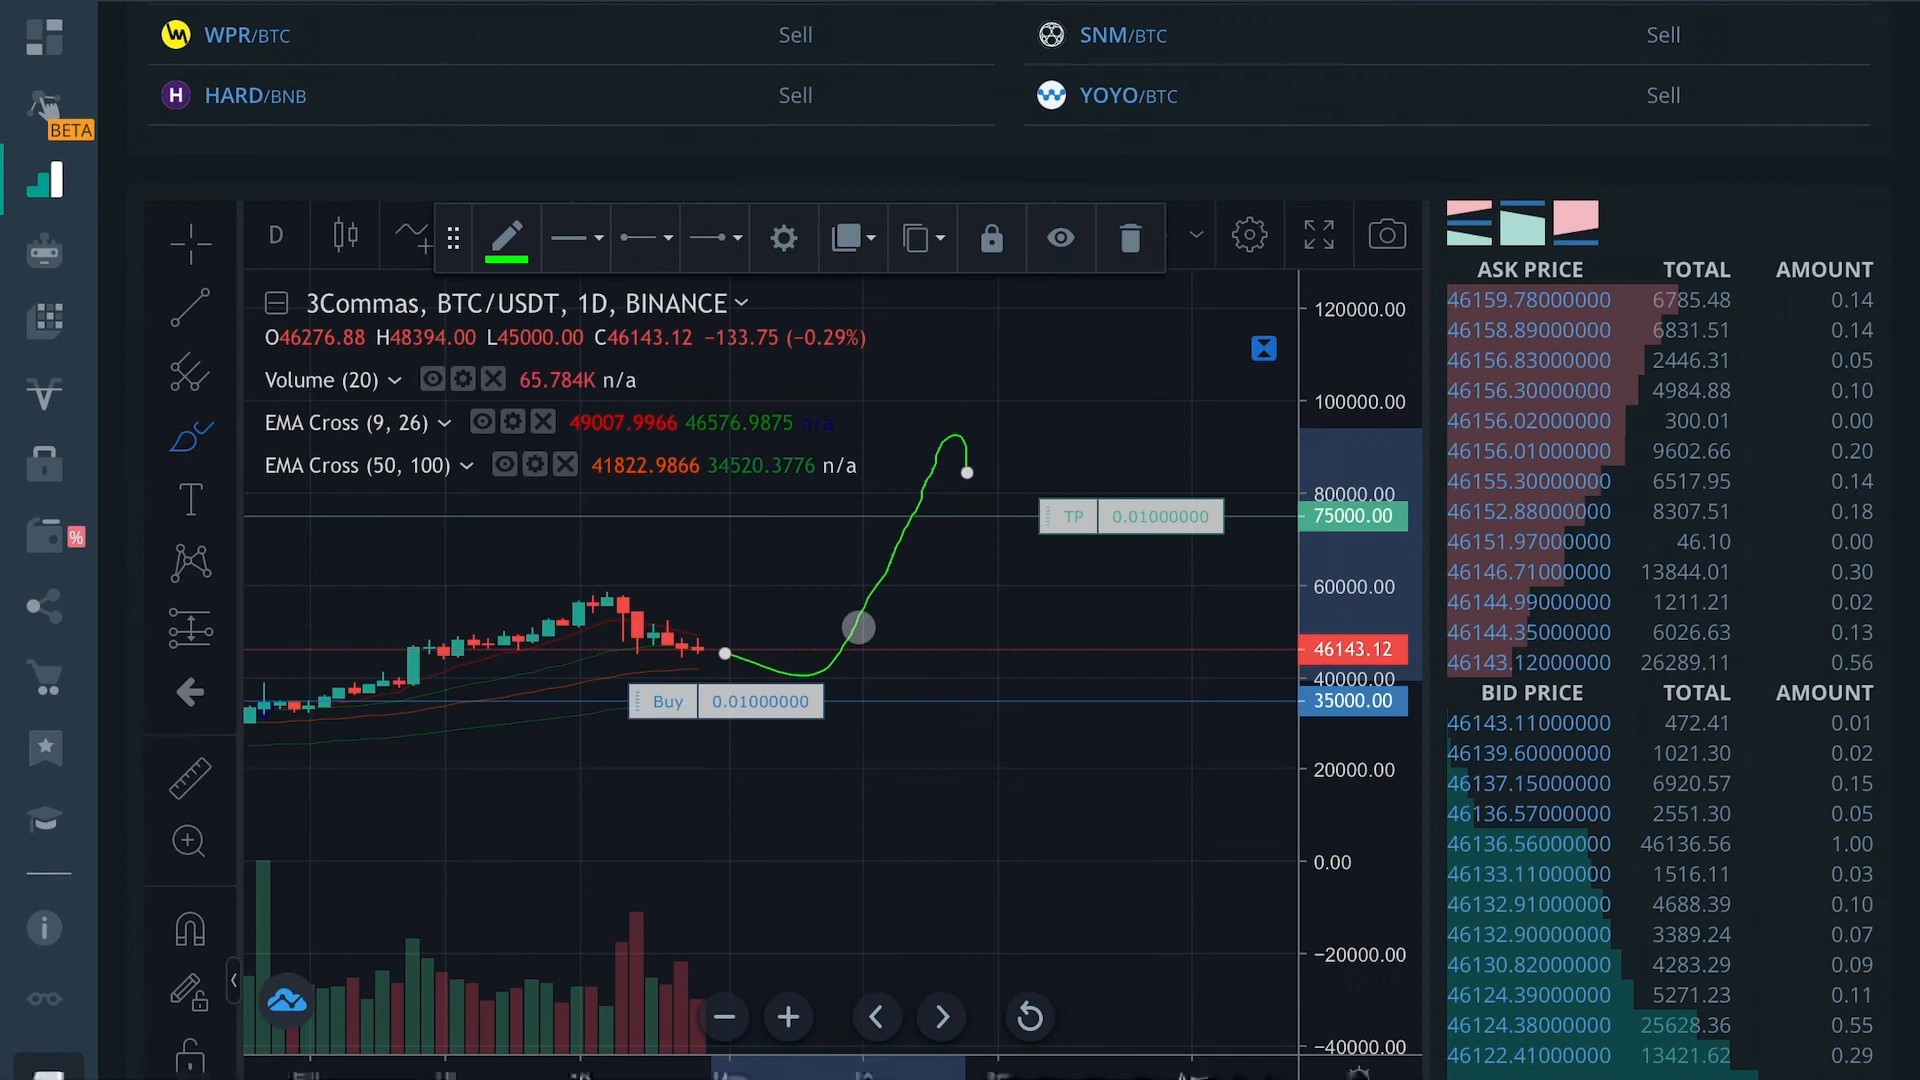 WPR/BTC Sell SNM/BTC Sell
H HARD/BNB Sell YOYO/BTC Sell
BETA
D
3Commas, BTC/USDT, 1D, BINANCE
O46276.88 H48394.00 L45000.00 C46143.12 −133.75 (−0.29%)
Volume (20) 65.784K n/a
EMA Cross (9, 26) 49007.9966 46576.9875 n/a
EMA Cross (50, 100) 41822.9866 34520.3776 n/a
T
%
TP 0.01000000
Buy 0.01000000
120000.00
100000.00
80000.00
75000.00
60000.00
46143.12
40000.00
35000.00
20000.00
0.00
−20000.00
−40000.00
ASK PRICE TOTAL AMOUNT
46159.78000000 6785.48 0.14
46158.89000000 6831.51 0.14
46156.83000000 2446.31 0.05
46156.30000000 4984.88 0.10
46156.02000000 300.01 0.00
46156.01000000 9602.66 0.20
46155.30000000 6517.95 0.14
46152.88000000 8307.51 0.18
46151.97000000 46.10 0.00
46146.71000000 13844.01 0.30
46144.99000000 1211.21 0.02
46144.35000000 6026.63 0.13
46143.12000000 26289.11 0.56
BID PRICE TOTAL AMOUNT
46143.11000000 472.41 0.01
46139.60000000 1021.30 0.02
46137.15000000 6920.57 0.15
46136.57000000 2551.30 0.05
46136.56000000 46136.56 1.00
46133.11000000 1516.11 0.03
46132.91000000 4688.39 0.10
46132.90000000 3389.24 0.07
46130.82000000 4283.29 0.09
46124.39000000 5271.23 0.11
46124.38000000 25628.36 0.55
46122.41000000 13421.62 0.29